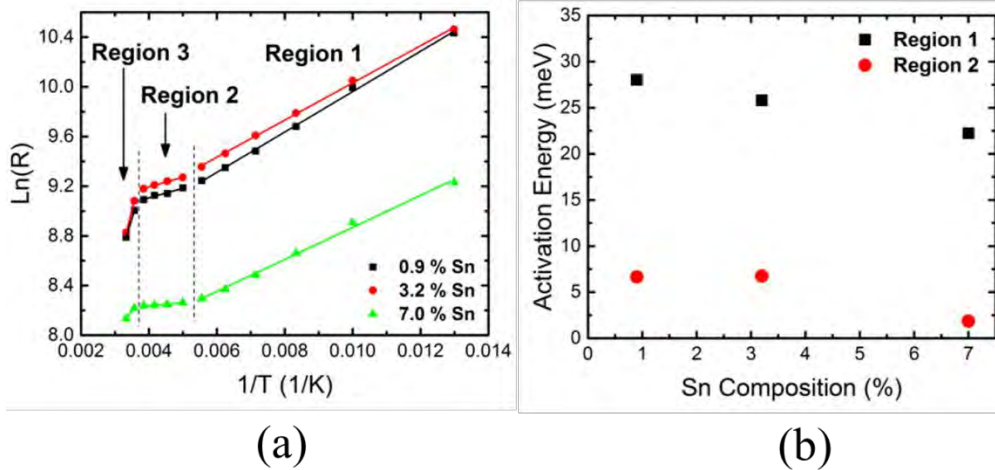 10.4
10.0
9.6
9.2
8.8
8.4
8.0
Ln(R)
Region 3
Region 2
Region 1
0.9 % Sn
3.2 % Sn
7.0 % Sn
0.002 0.004 0.006 0.008 0.010 0.012 0.014
1/T (1/K)
(a)
35
30
25
20
15
10
5
0
Activation Energy (meV)
Region 1
Region 2
0 1 2 3 4 5 6 7
Sn Composition (%)
(b)